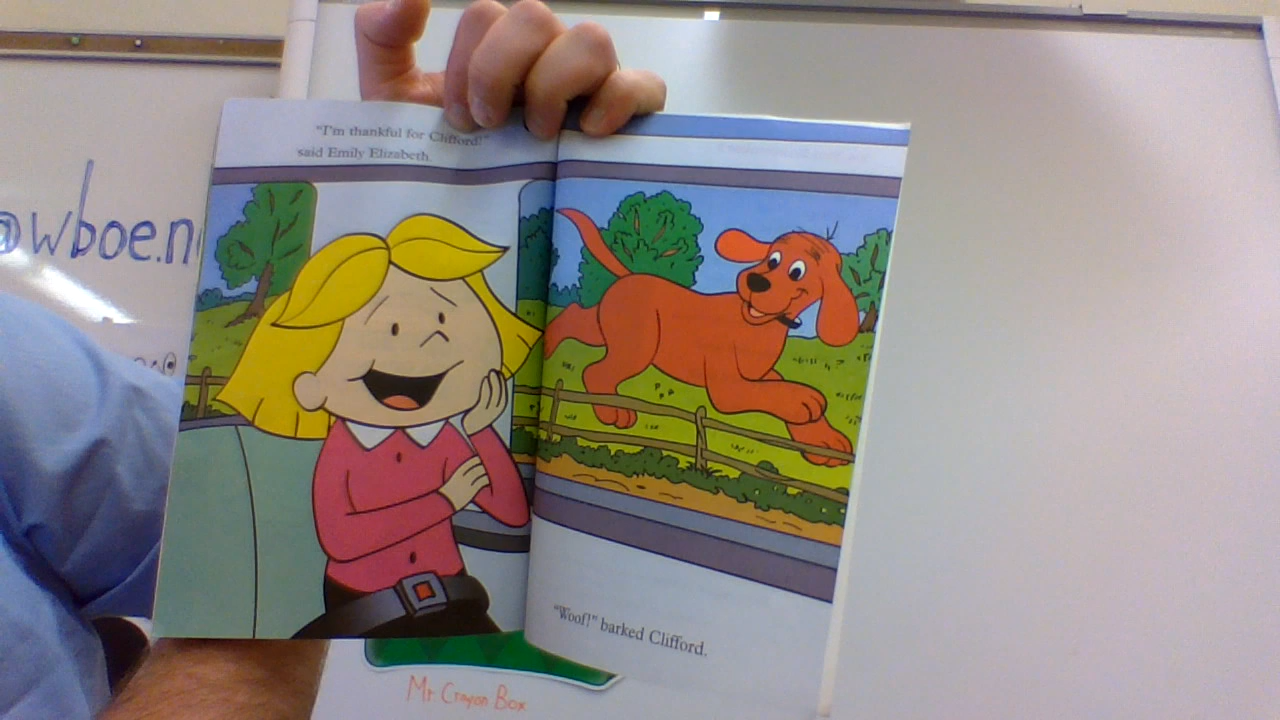 "I'm thankful for Clifford!"
said Emily Elizabeth.
@wboe.n
"Woof!" barked Clifford.
Mr. Crayon Box